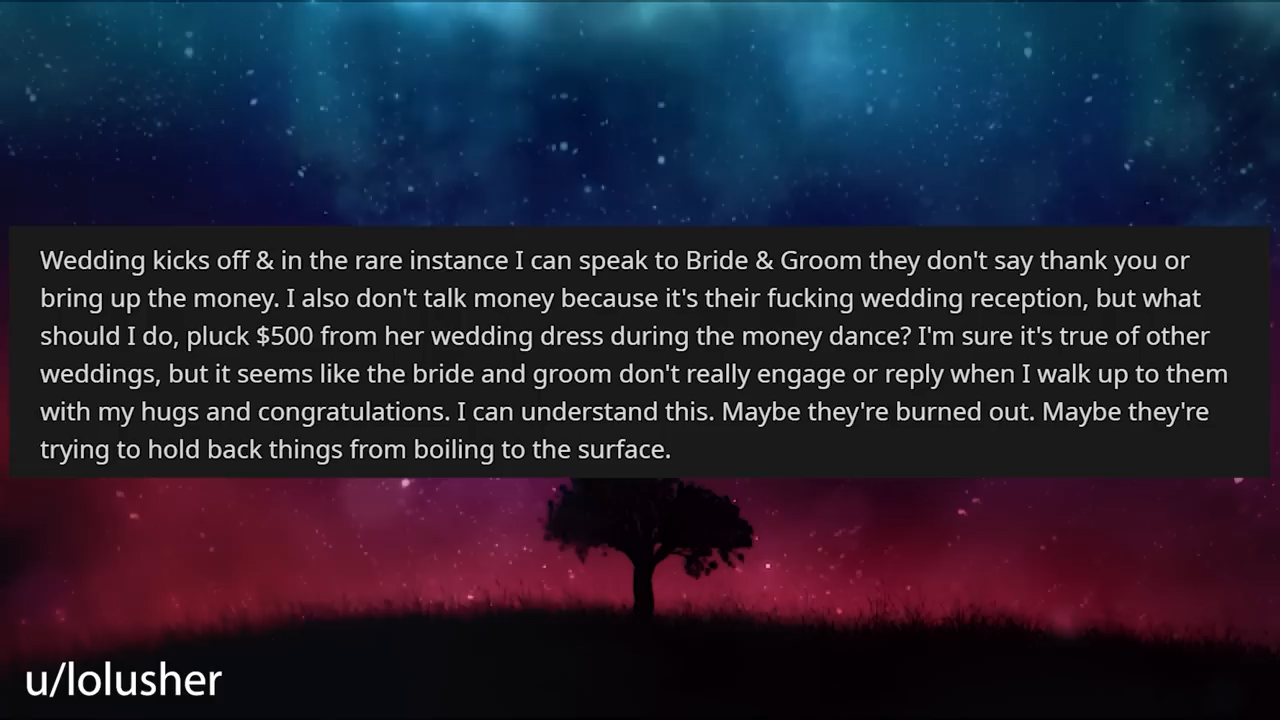 Wedding kicks off & in the rare instance I can speak to Bride & Groom they don't say thank you or
bring up the money. I also don't talk money because it's their fucking wedding reception, but what
should I do, pluck $500 from her wedding dress during the money dance? I'm sure it's true of other
weddings, but it seems like the bride and groom don't really engage or reply when I walk up to them
with my hugs and congratulations. I can understand this. Maybe they're burned out. Maybe they're
trying to hold back things from boiling to the surface.
u/lolusher